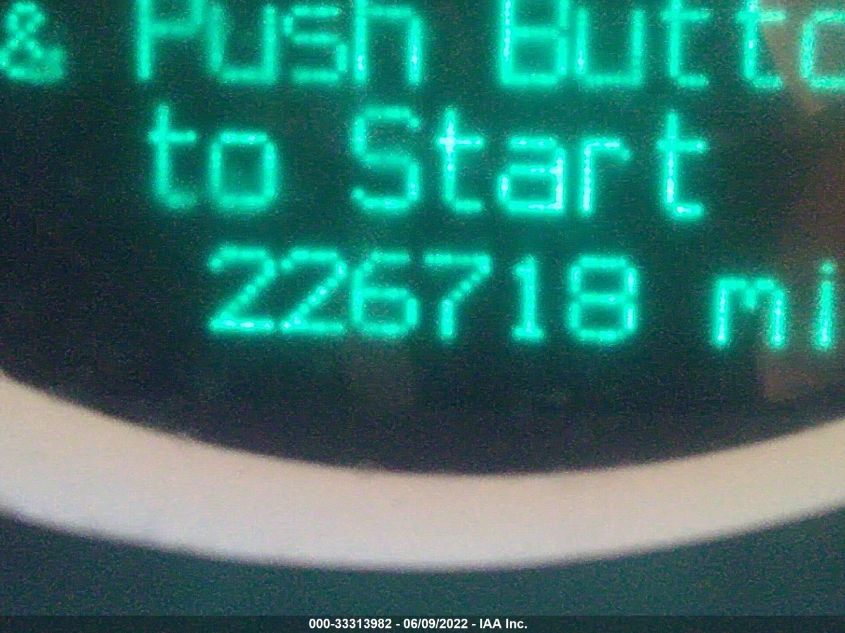 & Push Butto
to Start
226718 mi
000-33313982 - 06/09/2022 - IAA Inc.